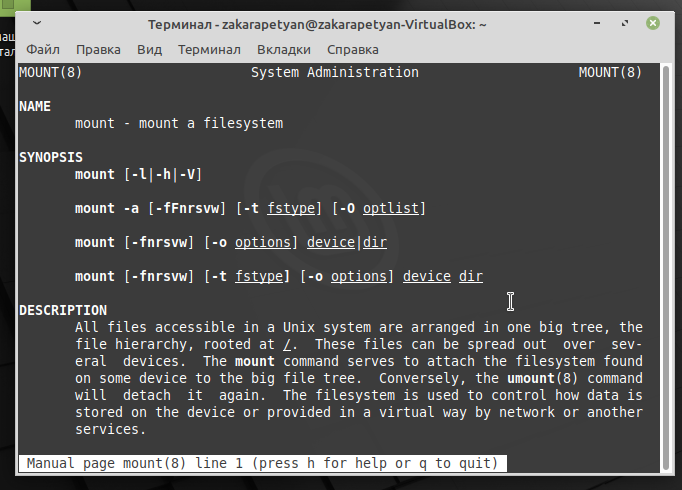 Терминал - zakarapetyan@zakarapetyan-VirtualBox: ~
Файл Правка Вид Терминал Вкладки Справка
MOUNT(8) System Administration MOUNT(8)
NAME
mount - mount a filesystem
SYNOPSIS
mount [-l|-h|-V]
mount -a [-fFnrsvw] [-t fstype] [-O optlist]
mount [-fnrsvw] [-o options] device|dir
mount [-fnrsvw] [-t fstype] [-o options] device dir
DESCRIPTION
All files accessible in a Unix system are arranged in one big tree, the
file hierarchy, rooted at /. These files can be spread out over sev-
eral devices. The mount command serves to attach the filesystem found
on some device to the big file tree. Conversely, the umount(8) command
will detach it again. The filesystem is used to control how data is
stored on the device or provided in a virtual way by network or another
services.
Manual page mount(8) line 1 (press h for help or q to quit)